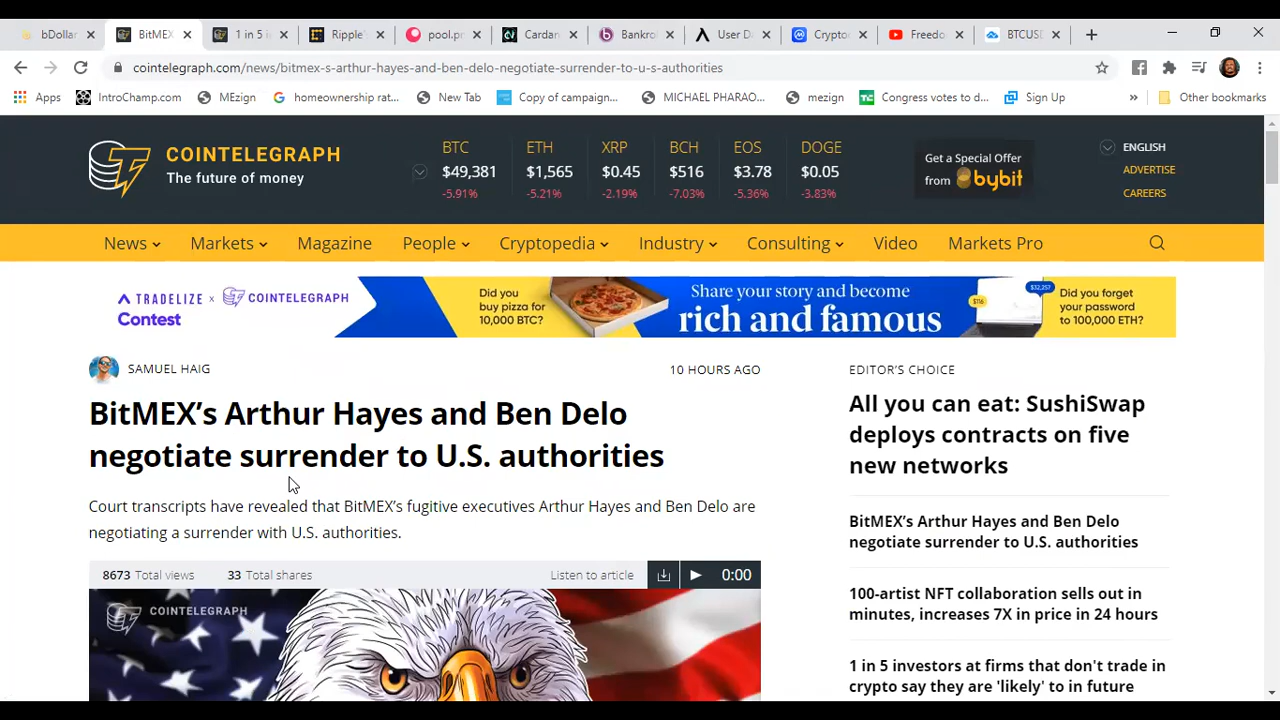 bDollar
BitMEX
1 in 5 i
Ripple'
pool.pr
Cardan
Bankro
User Da
Crypto
Freedo
BTCUSD
cointelegraph.com/news/bitmex-s-arthur-hayes-and-ben-delo-negotiate-surrender-to-u-s-authorities
Apps
IntroChamp.com
MEzign
homeownership rat...
New Tab
Copy of campaign...
MICHAEL PHARAO...
mezign
Congress votes to d...
Sign Up
»
Other bookmarks
COINTELEGRAPH
The future of money
BTC
$49,381
-5.91%
ETH
$1,565
-5.21%
XRP
$0.45
-2.19%
BCH
$516
-7.03%
EOS
$3.78
-5.36%
DOGE
$0.05
-3.83%
Get a Special Offer
from bybit
ENGLISH
ADVERTISE
CAREERS
News
Markets
Magazine
People
Cryptopedia
Industry
Consulting
Video
Markets Pro
TRADELIZE x COINTELEGRAPH
Contest
Did you
buy pizza for
10,000 BTC?
Share your story and become
rich and famous
$116
$32,257
Did you forget
your password
to 100,000 ETH?
SAMUEL HAIG
10 HOURS AGO
BitMEX's Arthur Hayes and Ben Delo
negotiate surrender to U.S. authorities
Court transcripts have revealed that BitMEX's fugitive executives Arthur Hayes and Ben Delo are
negotiating a surrender with U.S. authorities.
8673 Total views
33 Total shares
Listen to article
0:00
COINTELEGRAPH
EDITOR'S CHOICE
All you can eat: SushiSwap
deploys contracts on five
new networks
BitMEX's Arthur Hayes and Ben Delo
negotiate surrender to U.S. authorities
100-artist NFT collaboration sells out in
minutes, increases 7X in price in 24 hours
1 in 5 investors at firms that don't trade in
crypto say they are 'likely' to in future